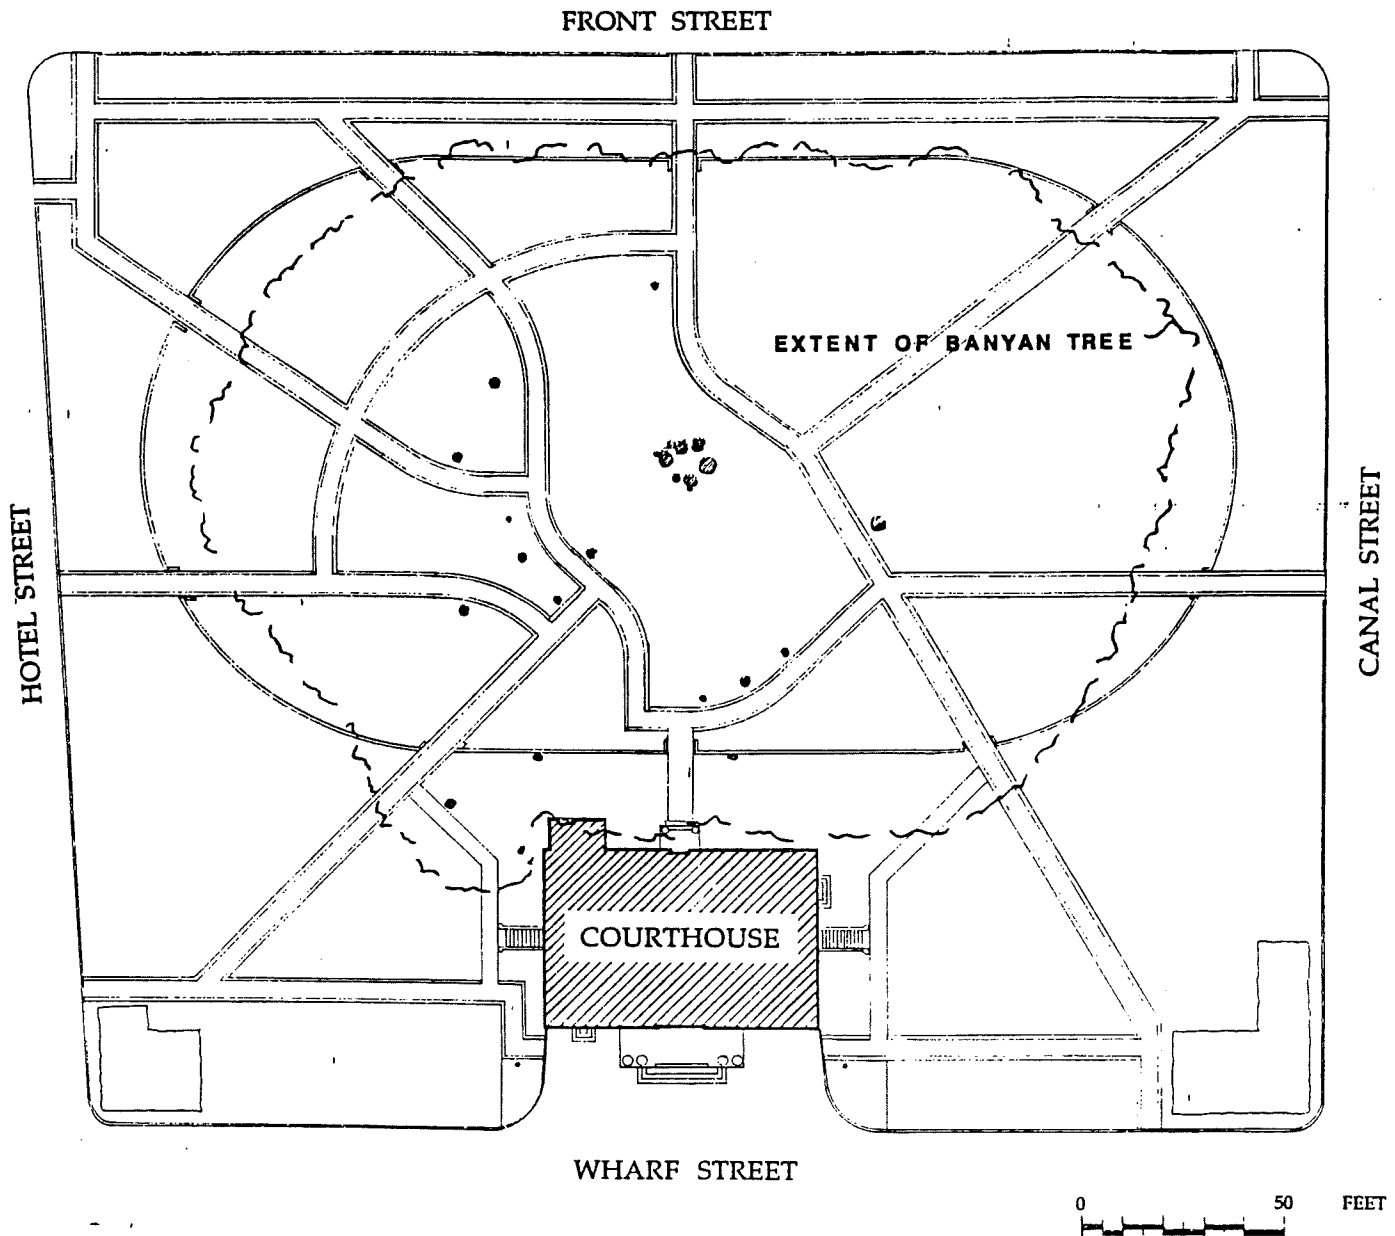 FRONT STREET
EXTENT OF BANYAN TREE
HOTEL STREET
CANAL STREET
COURTHOUSE
WHARF STREET
0 50 FEET